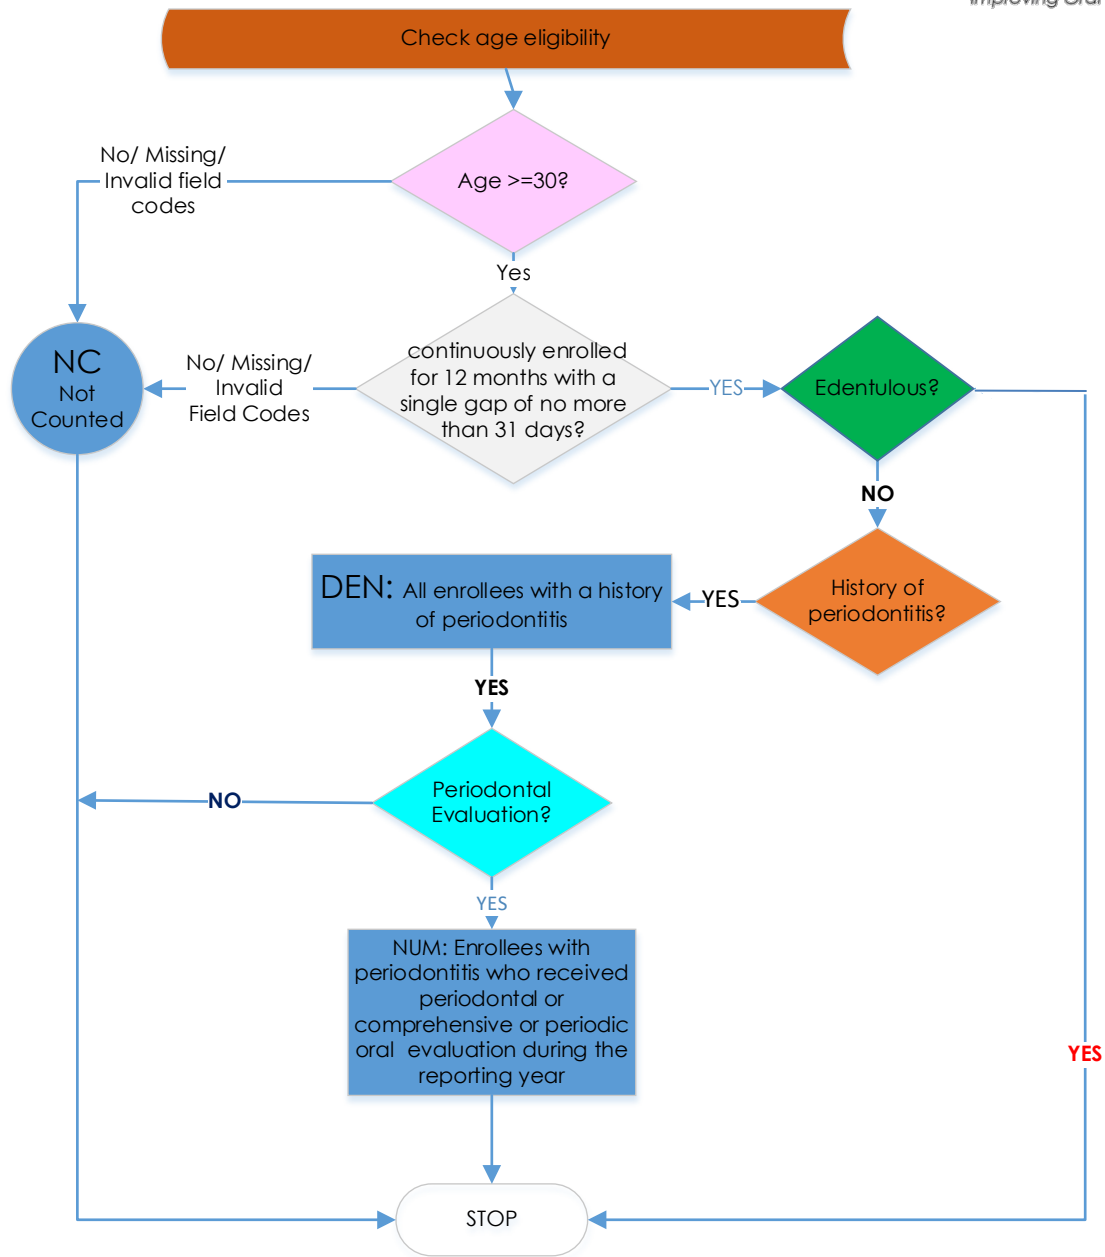 Improving Oral
Check age eligibility
No/ Missing/
Invalid field
codes
Age >=30?
Yes
NC
Not
Counted
No/ Missing/
Invalid
Field Codes
continuously enrolled
for 12 months with a
single gap of no more
than 31 days?
YES
Edentulous?
NO
DEN: All enrollees with a history
of periodontitis
YES
History of
periodontitis?
YES
Periodontal
Evaluation?
NO
YES
NUM: Enrollees with
periodontitis who received
periodontal or
comprehensive or periodic
oral evaluation during the
reporting year
YES
STOP